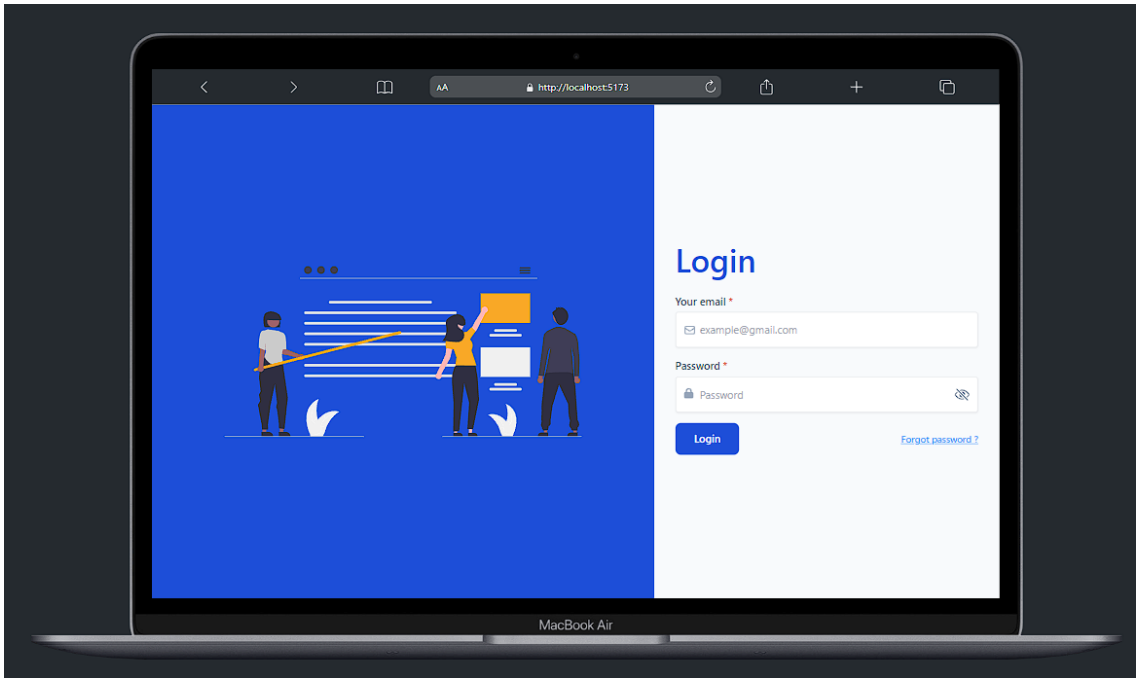 AA
http://localhost:5173
Login
Your email *
example@gmail.com
Password *
Password
Login
Forgot password ?
MacBook Air